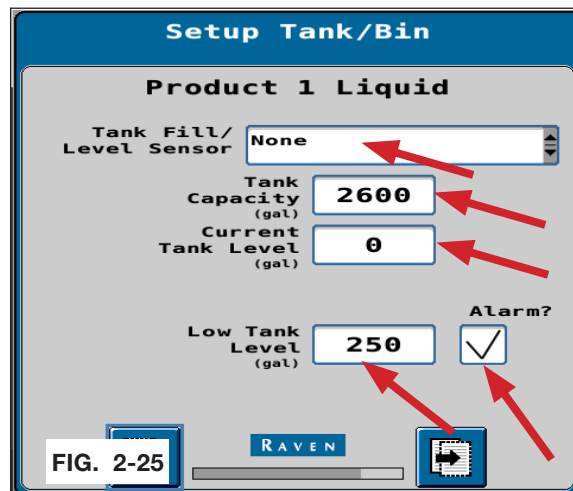 Setup Tank/Bin
Product 1 Liquid
Tank Fill/
Level Sensor
None
Tank
Capacity
(gal)
2600
Current
Tank Level
(gal)
0
Alarm?
Low Tank
Level
(gal)
250
RAVEN
FIG. 2-25